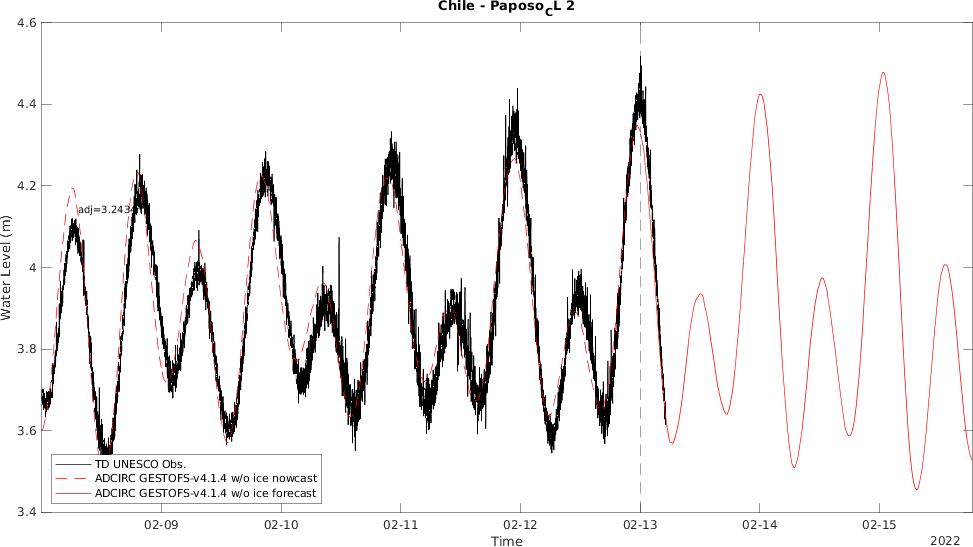 Chile - PaposoCL 2
4.6
4.4
4.2
4
3.8
3.6
3.4
Water Level (m)
adj=3.2434
TD UNESCO Obs.
ADCIRC GESTOFS-v4.1.4 w/o ice nowcast
ADCIRC GESTOFS-v4.1.4 w/o ice forecast
02-09 02-10 02-11 02-12 02-13 02-14 02-15
Time
2022